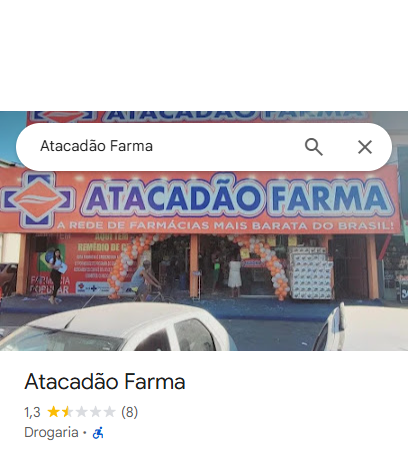 ATACADÃO FARMA
Atacadão Farma
ATACADÃO FARMA
A REDE DE FARMÁCIAS MAIS BARATA DO BRASIL!
AQUI TEM
REMÉDIO DE G
FARMÁCIA
POPULAR
Atacadão Farma
1,3 (8)
Drogaria ·